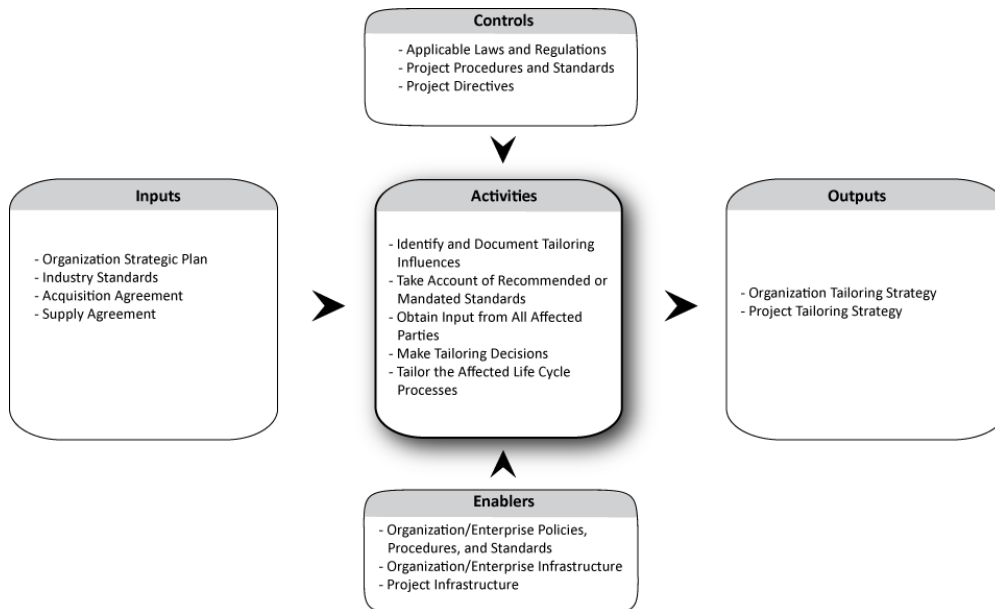 Controls
- Applicable Laws and Regulations
- Project Procedures and Standards
- Project Directives
Inputs
- Organization Strategic Plan
- Industry Standards
- Acquisition Agreement
- Supply Agreement
Activities
- Identify and Document Tailoring
Influences
- Take Account of Recommended or
Mandated Standards
- Obtain Input from All Affected
Parties
- Make Tailoring Decisions
- Tailor the Affected Life Cycle
Processes
Outputs
- Organization Tailoring Strategy
- Project Tailoring Strategy
Enablers
- Organization/Enterprise Policies,
Procedures, and Standards
- Organization/Enterprise Infrastructure
- Project Infrastructure